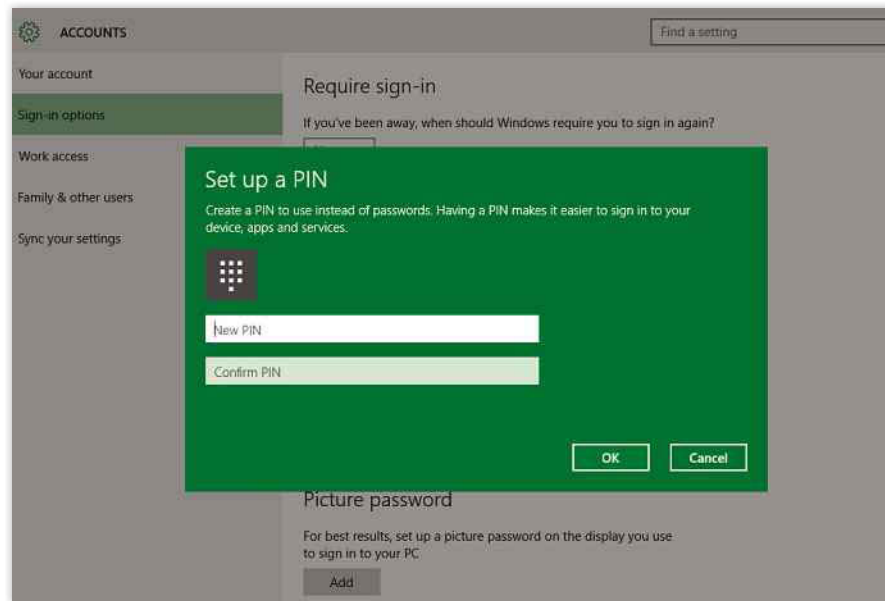 ACCOUNTS
Find a setting
Your account
Sign-in options
Work access
Family & other users
Sync your settings
Require sign-in
If you've been away, when should Windows require you to sign in again?
Set up a PIN
Create a PIN to use instead of passwords. Having a PIN makes it easier to sign in to your
device, apps and services.
New PIN
Confirm PIN
OK
Cancel
Picture password
For best results, set up a picture password on the display you use
to sign in to your PC
Add